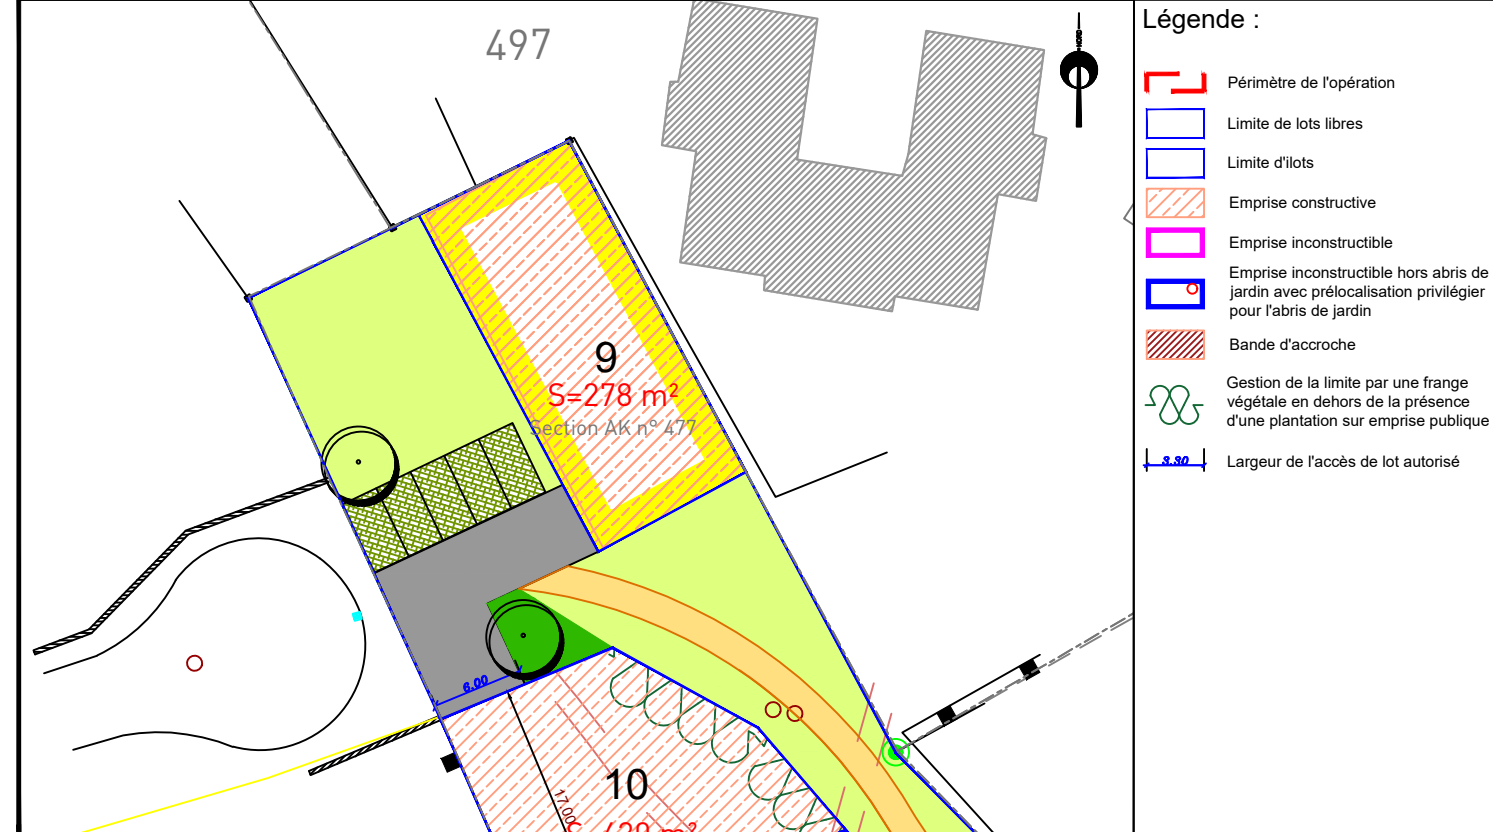 497
NORD
9
S=278 m²
Section AK n° 477
6.00
10
17.00
Légende :
Périmètre de l'opération
Limite de lots libres
Limite d'ilots
Emprise constructive
Emprise inconstructible
Emprise inconstructible hors abris de
jardin avec prélocalisation privilégier
pour l'abris de jardin
Bande d'accroche
Gestion de la limite par une frange
végétale en dehors de la présence
d'une plantation sur emprise publique
3.30
Largeur de l'accès de lot autorisé